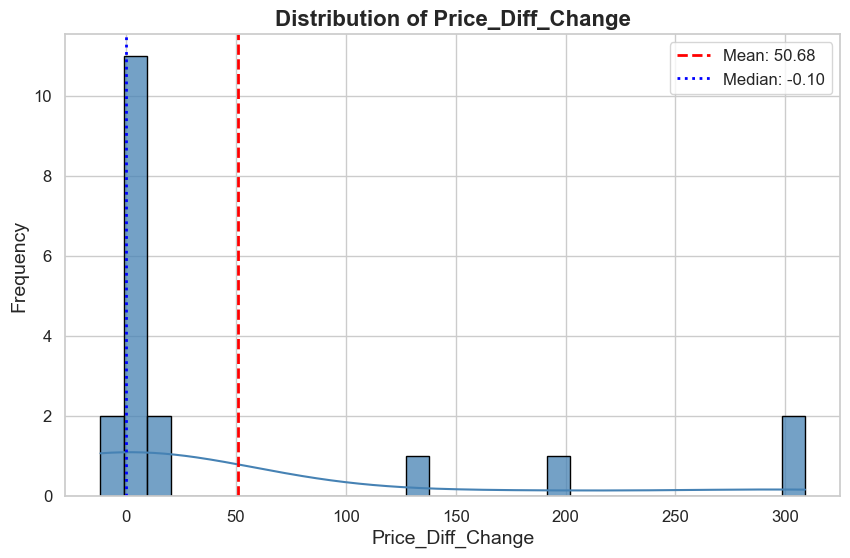 Distribution of Price_Diff_Change
Mean: 50.68
Median: -0.10
Frequency
10
8
6
4
2
0
0 50 100 150 200 250 300
Price_Diff_Change